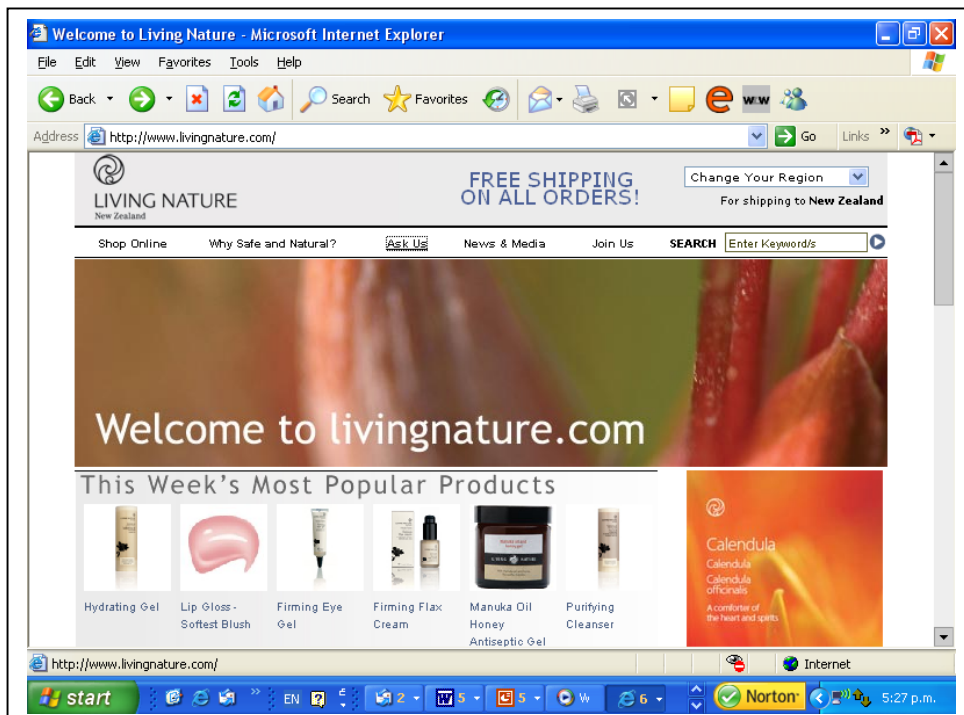 Welcome to Living Nature - Microsoft Internet Explorer
File Edit View Favorites Tools Help
Back Search Favorites
Address http://www.livingnature.com/ Go Links »
LIVING NATURE
New Zealand
FREE SHIPPING
ON ALL ORDERS!
Change Your Region
For shipping to New Zealand
Shop Online Why Safe and Natural? Ask Us News & Media Join Us SEARCH Enter Keyword/s
Welcome to livingnature.com
This Week's Most Popular Products
Hydrating Gel
Lip Gloss -
Softest Blush
Firming Eye
Gel
Firming Flax
Cream
Manuka Oil
Honey
Antiseptic Gel
Purifying
Cleanser
Calendula
Calendula
Calendula
officinalis
A comforter of
the heart and spirits
http://www.livingnature.com/ Internet
start » EN 2 5 5 W 6 Norton 5:27 p.m.